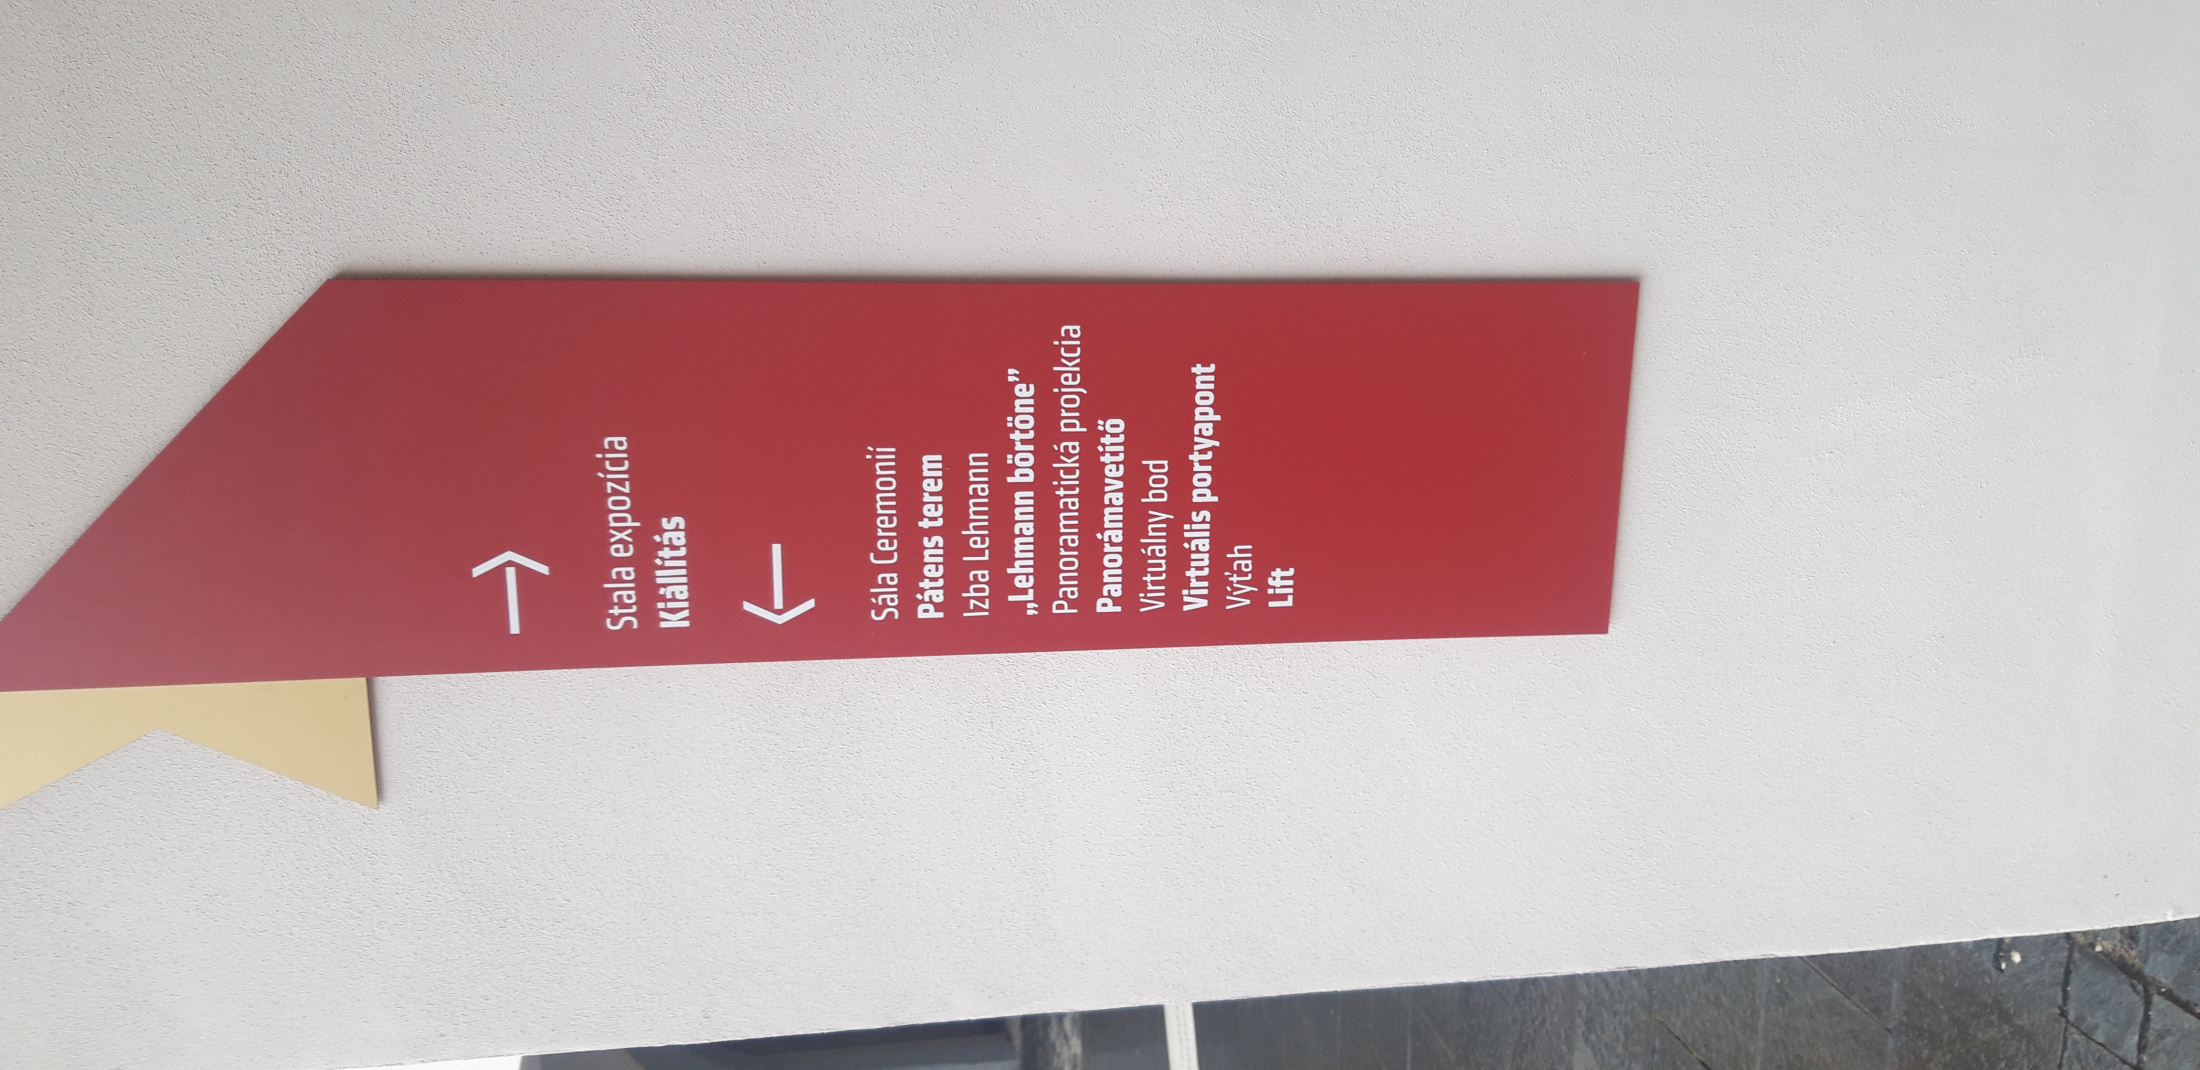 Stala expozícia
Kiállítás
Sála Ceremonií
Pátens terem
Izba Lehmann
„Lehmann börtöne”
Panoramatická projekcia
Panorámavetítő
Virtuálny bod
Virtuális portyapont
Výťah
Lift